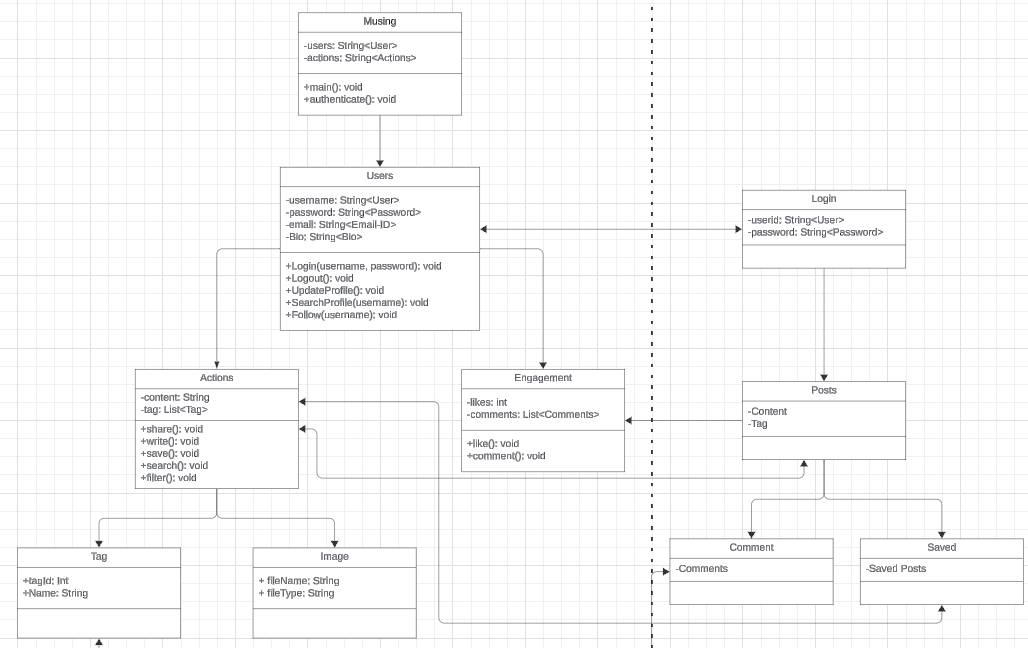 Musing
-users: String<User>
-actions: String<Actions>
+main(): void
+authenticate(): void
Users
-username: String<User>
-password: String<Password>
-email: String<Email-ID>
-Bio: String<Bio>
+Login(username, password): void
+Logout(): void
+UpdateProfile(): void
+SearchProfile(username): void
+Follow(username): void
Login
-userid: String<User>
-password: String<Password>
Actions
-content: String
-tag: List<Tag>
+share(): void
+write(): void
+save(): void
+search(): void
+filter(): void
Engagement
-likes: int
-comments: List<Comments>
+like(): void
+comment(): void
Posts
-Content
-Tag
Tag
+tagId: Int
+Name: String
Image
+ fileName: String
+ fileType: String
Comment
-Comments
Saved
-Saved Posts